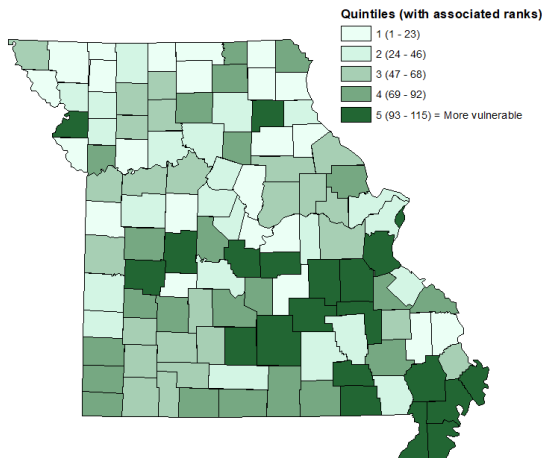 Quintiles (with associated ranks)
1 (1 - 23)
2 (24 - 46)
3 (47 - 68)
4 (69 - 92)
5 (93 - 115) = More vulnerable